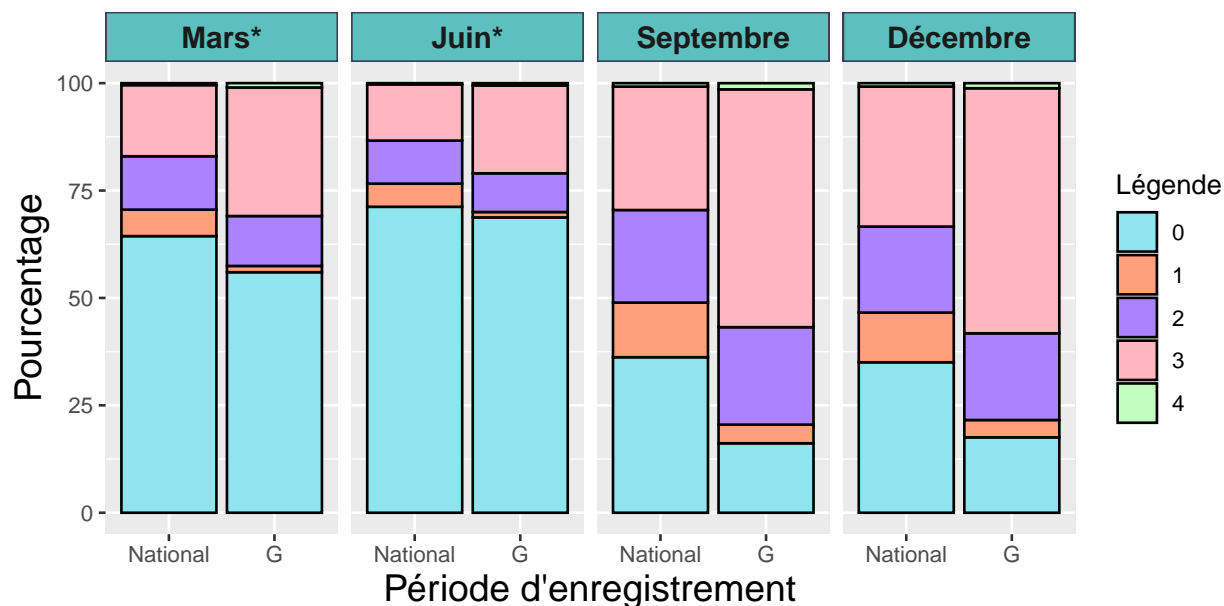 Mars* Juin* Septembre Décembre
Pourcentage
100
75
50
25
0
National G National G National G National G
Période d'enregistrement
Légende
0
1
2
3
4